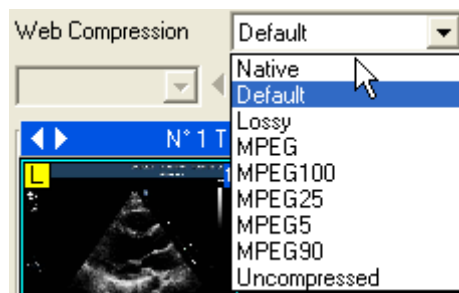 Web Compression Default
Native
Default
Lossy
N° 1 T
MPEG
MPEG100
L
MPEG25
MPEG5
MPEG90
Uncompressed